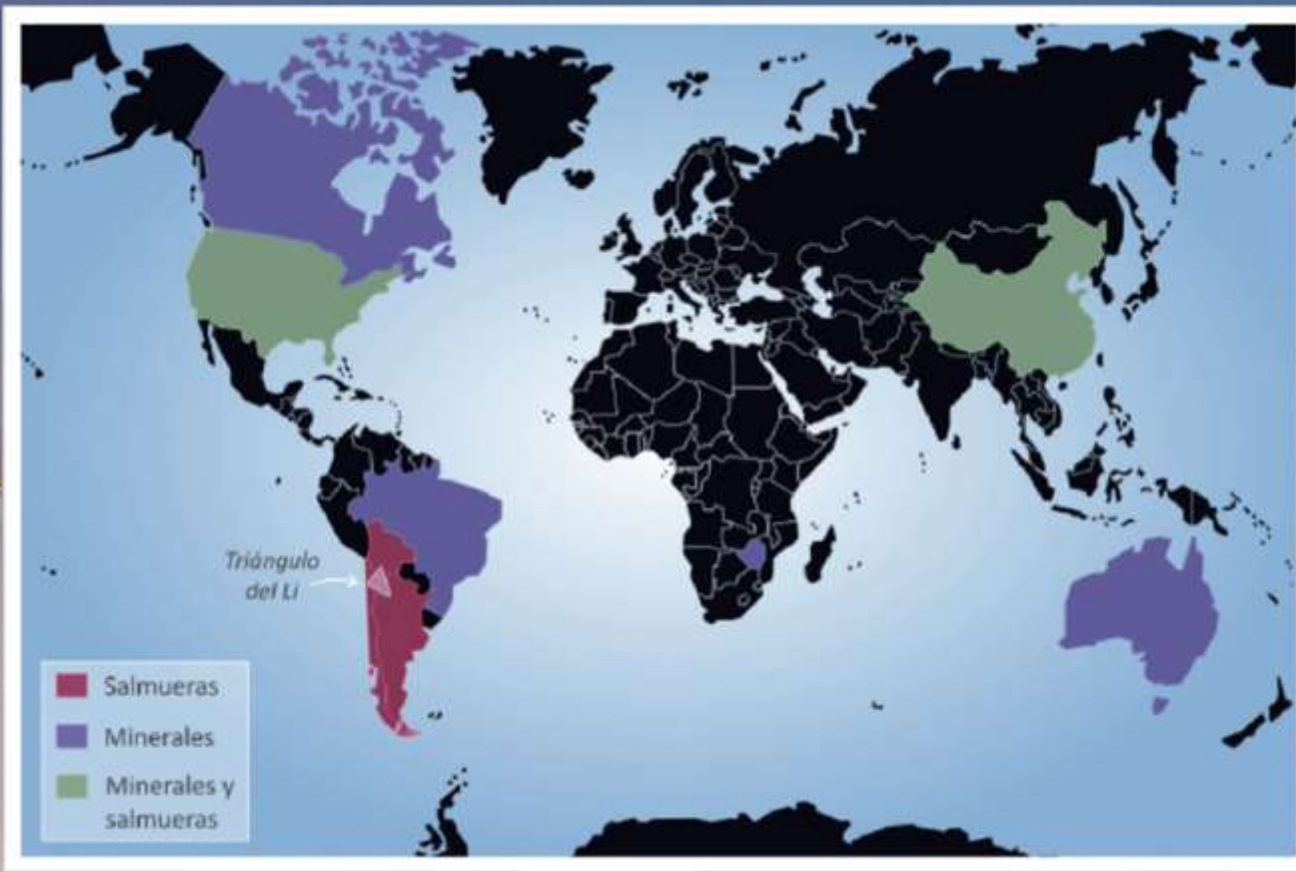 Triángulo
del Li
Salmueras
Minerales
Minerales y
salmueras